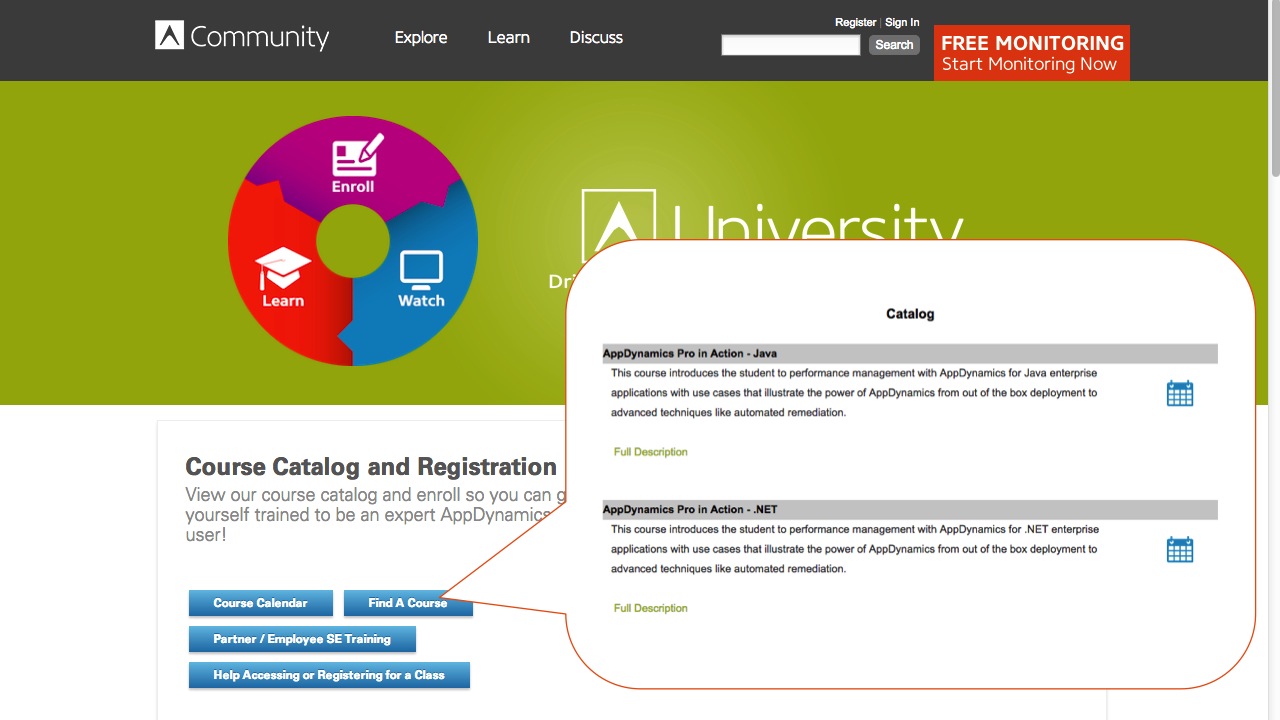 Register | Sign In
Community
Explore
Learn
Discuss
Search
FREE MONITORING
Start Monitoring Now
Enroll
Learn
Watch
University
Catalog
AppDynamics Pro in Action - Java
This course introduces the student to performance management with AppDynamics for Java enterprise
applications with use cases that illustrate the power of AppDynamics from out of the box deployment to
advanced techniques like automated remediation.
Full Description
AppDynamics Pro in Action - .NET
This course introduces the student to performance management with AppDynamics for .NET enterprise
applications with use cases that illustrate the power of AppDynamics from out of the box deployment to
advanced techniques like automated remediation.
Full Description
Course Catalog and Registration
View our course catalog and enroll so you can
yourself trained to be an expert AppDynamics
user!
Course Calendar
Find A Course
Partner / Employee SE Training
Help Accessing or Registering for a Class